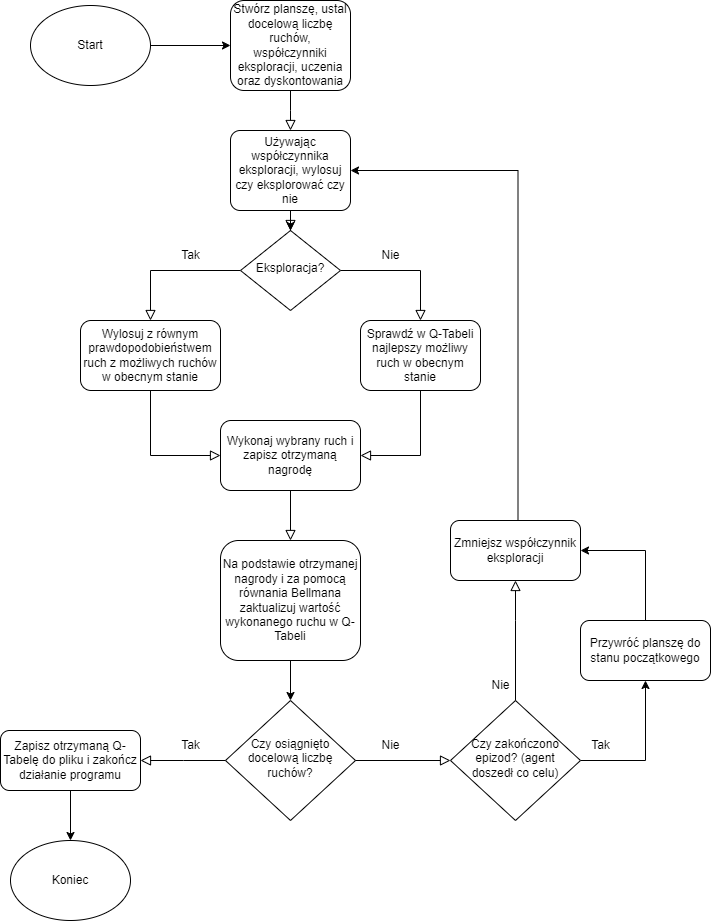 Start
Stwórz planszę, ustal
docelową liczbę
ruchów,
współczynniki
eksploracji, uczenia
oraz dyskontowania
Używając
współczynnika
eksploracji, wylosuj
czy eksplorować czy
nie
Eksploracja?
Tak
Nie
Wylosuj z równym
prawdopodobieństwem
ruch z możliwych ruchów
w obecnym stanie
Sprawdź w Q-Tabeli
najlepszy możliwy
ruch w obecnym
stanie
Wykonaj wybrany ruch i
zapisz otrzymaną
nagrodę
Na podstawie otrzymanej
nagrody i za pomocą
równania Bellmana
zaktualizuj wartość
wykonanego ruchu w Q-
Tabeli
Zmniejsz współczynnik
eksploracji
Przywróć planszę do
stanu początkowego
Nie
Czy osiągnięto
docelową liczbę
ruchów?
Tak
Nie
Czy zakończono
epizod? (agent
doszedł co celu)
Tak
Zapisz otrzymaną Q-
Tabelę do pliku i zakończ
działanie programu
Koniec